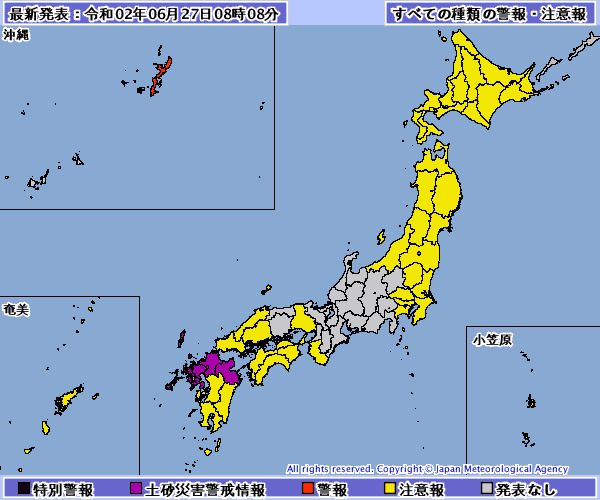 最新発表：令和02年06月27日08時08分
すべての種類の警報・注意報
沖縄
奄美
小笠原
All rights reserved. Copyright © Japan Meteorological Agency
特別警報
土砂災害警戒情報
警報
注意報
発表なし